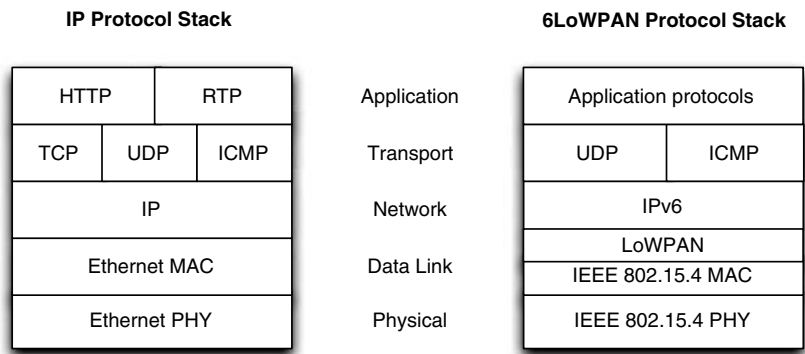 IP Protocol Stack
6LoWPAN Protocol Stack
HTTP RTP Application Application protocols
TCP UDP ICMP Transport UDP ICMP
IP Network IPv6
LoWPAN
Ethernet MAC Data Link IEEE 802.15.4 MAC
Ethernet PHY Physical IEEE 802.15.4 PHY